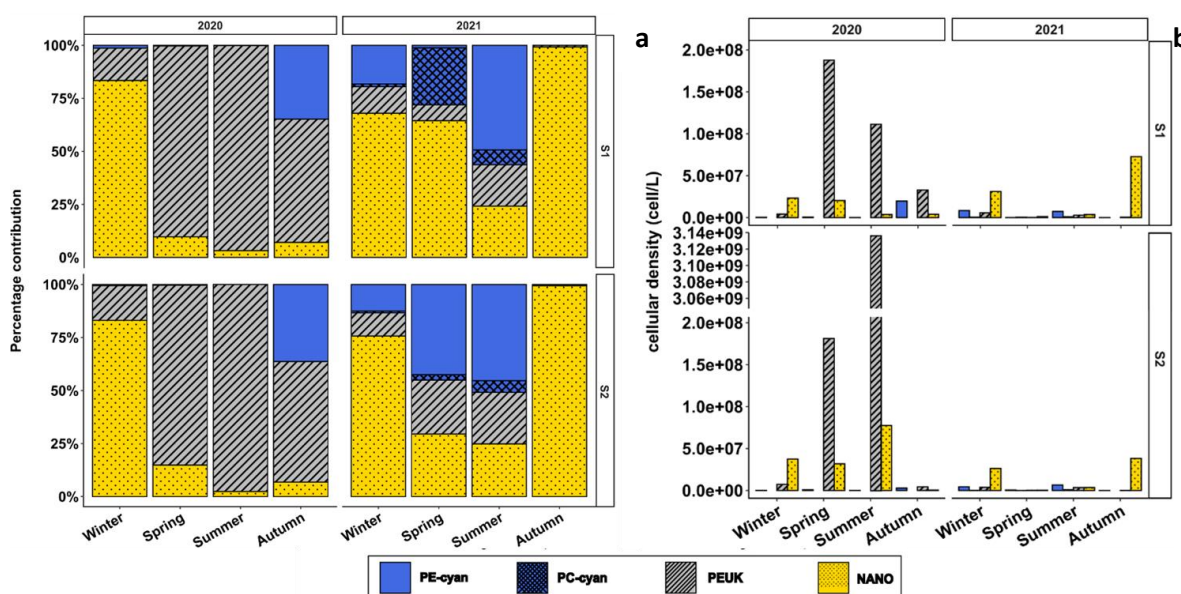 2020 2021
a
Percentage contribution
100%
75%
50%
25%
0%
S1
100%
75%
50%
25%
0%
S2
Winter Spring Summer Autumn Winter Spring Summer Autumn
b
2020 2021
cellular density (cell/L)
2.0e+08
1.5e+08
1.0e+08
5.0e+07
0.0e+00
S1
3.14e+09
3.12e+09
3.10e+09
3.08e+09
3.06e+09
2.0e+08
1.5e+08
1.0e+08
5.0e+07
0.0e+00
S2
Winter Spring Summer Autumn Winter Spring Summer Autumn
PE-cyan PC-cyan PEUK NANO